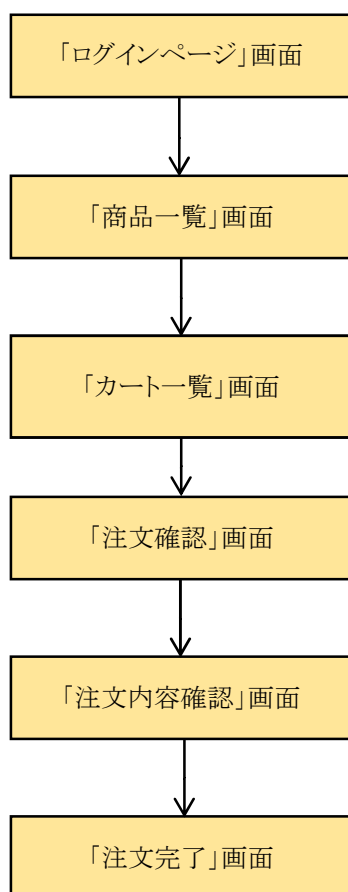 「ログインページ」画面
「商品一覧」画面
「カート一覧」画面
「注文確認」画面
「注文内容確認」画面
「注文完了」画面